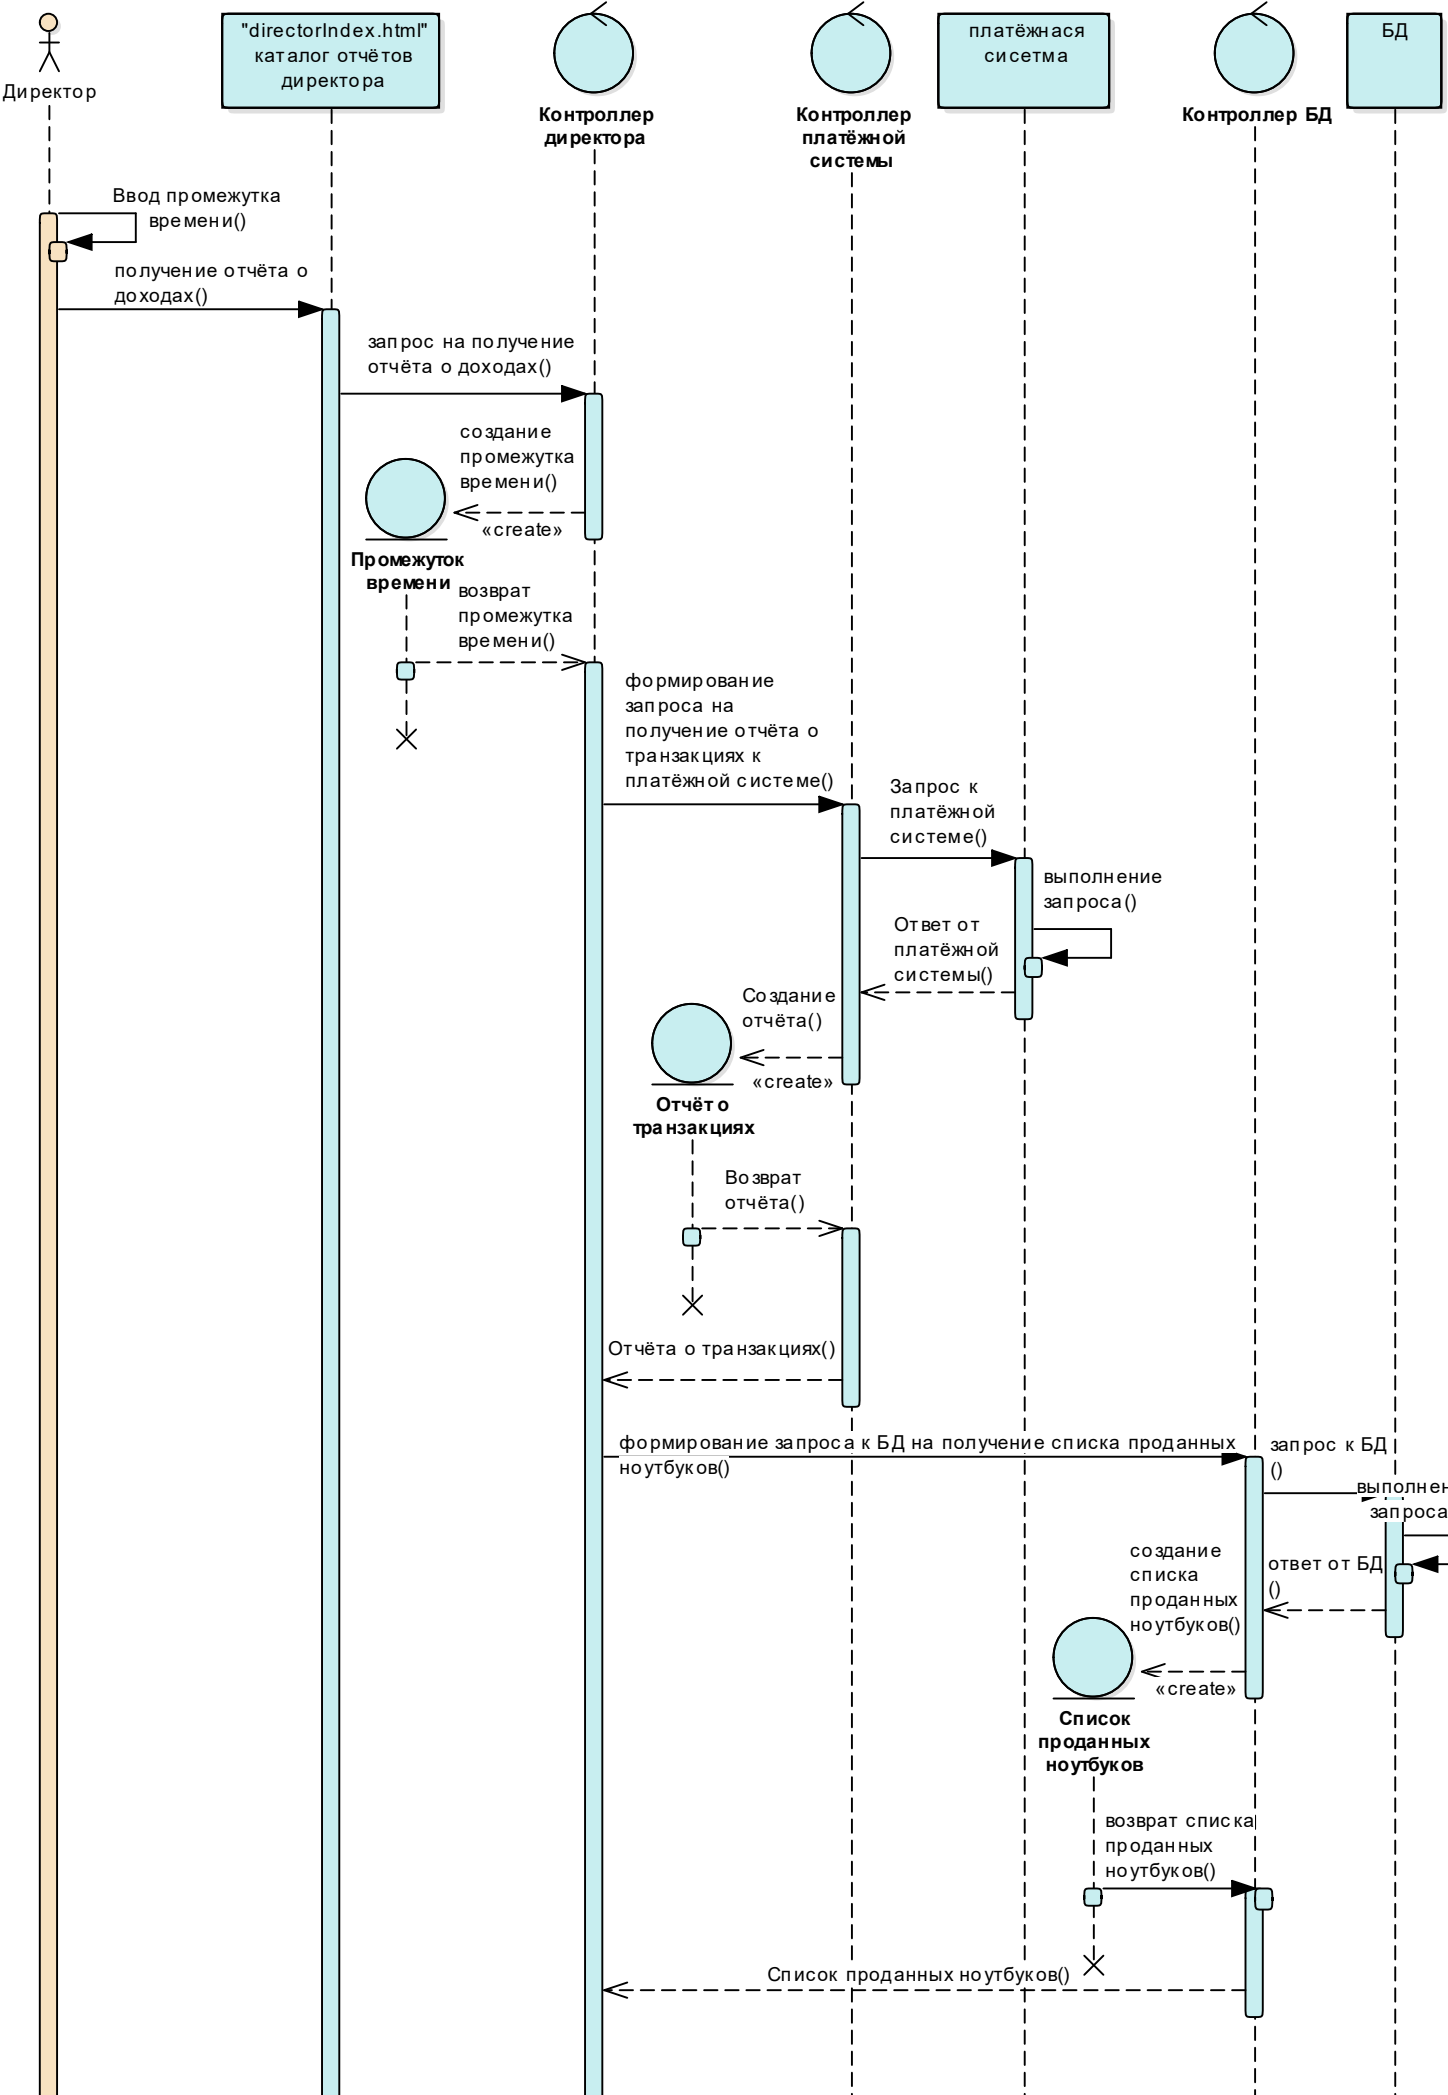 Директор
"directorIndex.html"
каталог отчётов
директора
Контроллер
директора
Контроллер
платёжной
системы
платёжнася
сисетма
Контроллер БД
БД
Ввод промежутка
времени()
получение отчёта о
доходах()
запрос на получение
отчёта о доходах()
создание
промежутка
времени()
«create»
Промежуток
времени
возврат
промежутка
времени()
формирование
запроса на
получение отчёта о
транзакциях к
платёжной системе()
Запрос к
платёжной
системе()
выполнение
запроса()
Ответ от
платёжной
системы()
Создание
отчёта()
«create»
Отчёт о
транзакциях
Возврат
отчёта()
Отчёта о транзакциях()
формирование запроса к БД на получение списка проданных
ноутбуков()
запрос к БД
()
выполнен
запроса
создание
списка
проданных
ноутбуков()
ответ от БД
()
«create»
Список
проданных
ноутбуков
возврат списка
проданных
ноутбуков()
Список проданных ноутбуков()